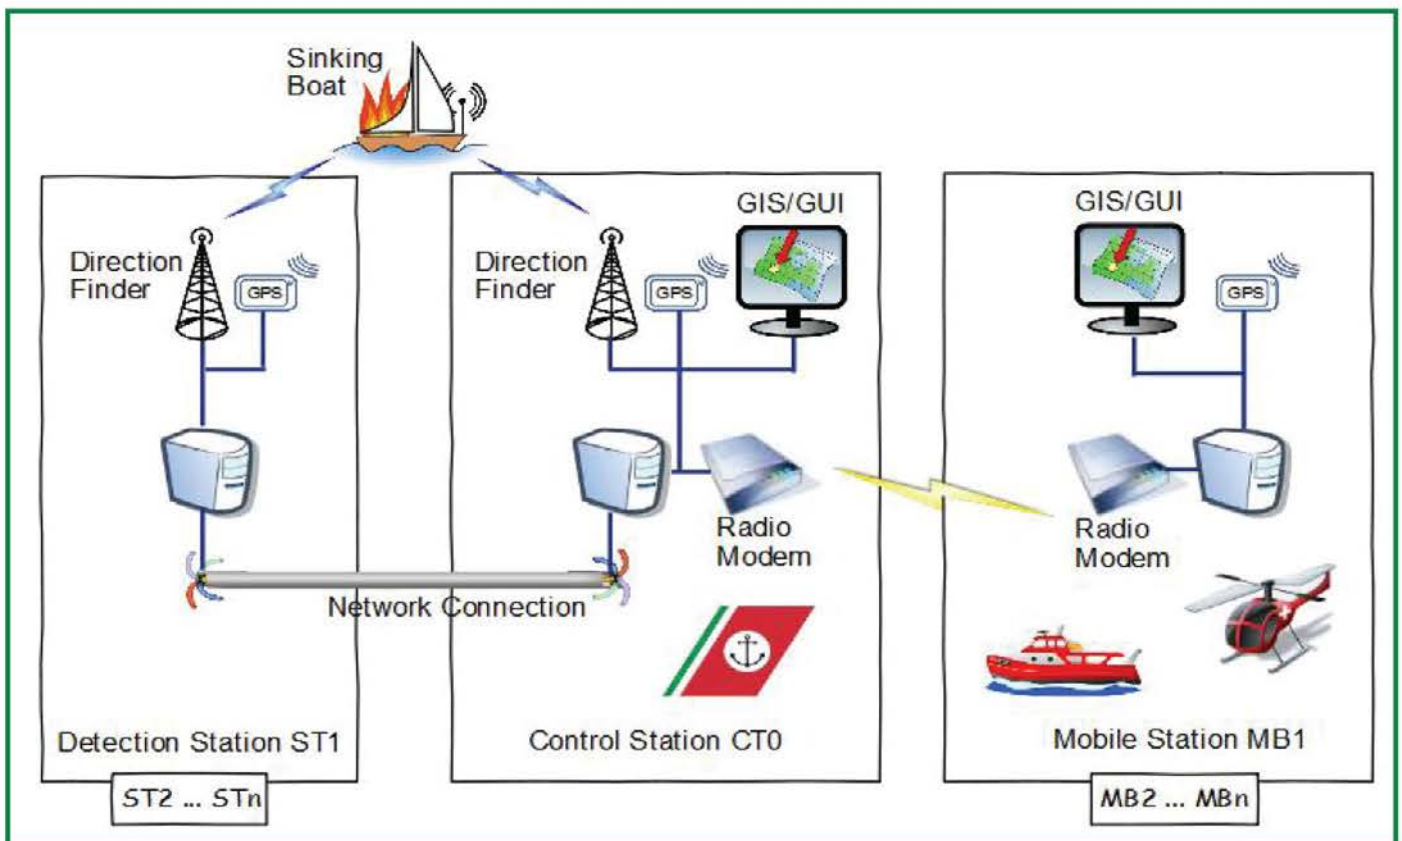 Sinking
Boat
Direction
Finder
GPS
Network Connection
Detection Station ST1
ST2 ... STn
Direction
Finder
GPS
GIS/GUI
Radio
Modem
Control Station CT0
GIS/GUI
GPS
Radio
Modem
Mobile Station MB1
MB2 ... MBn